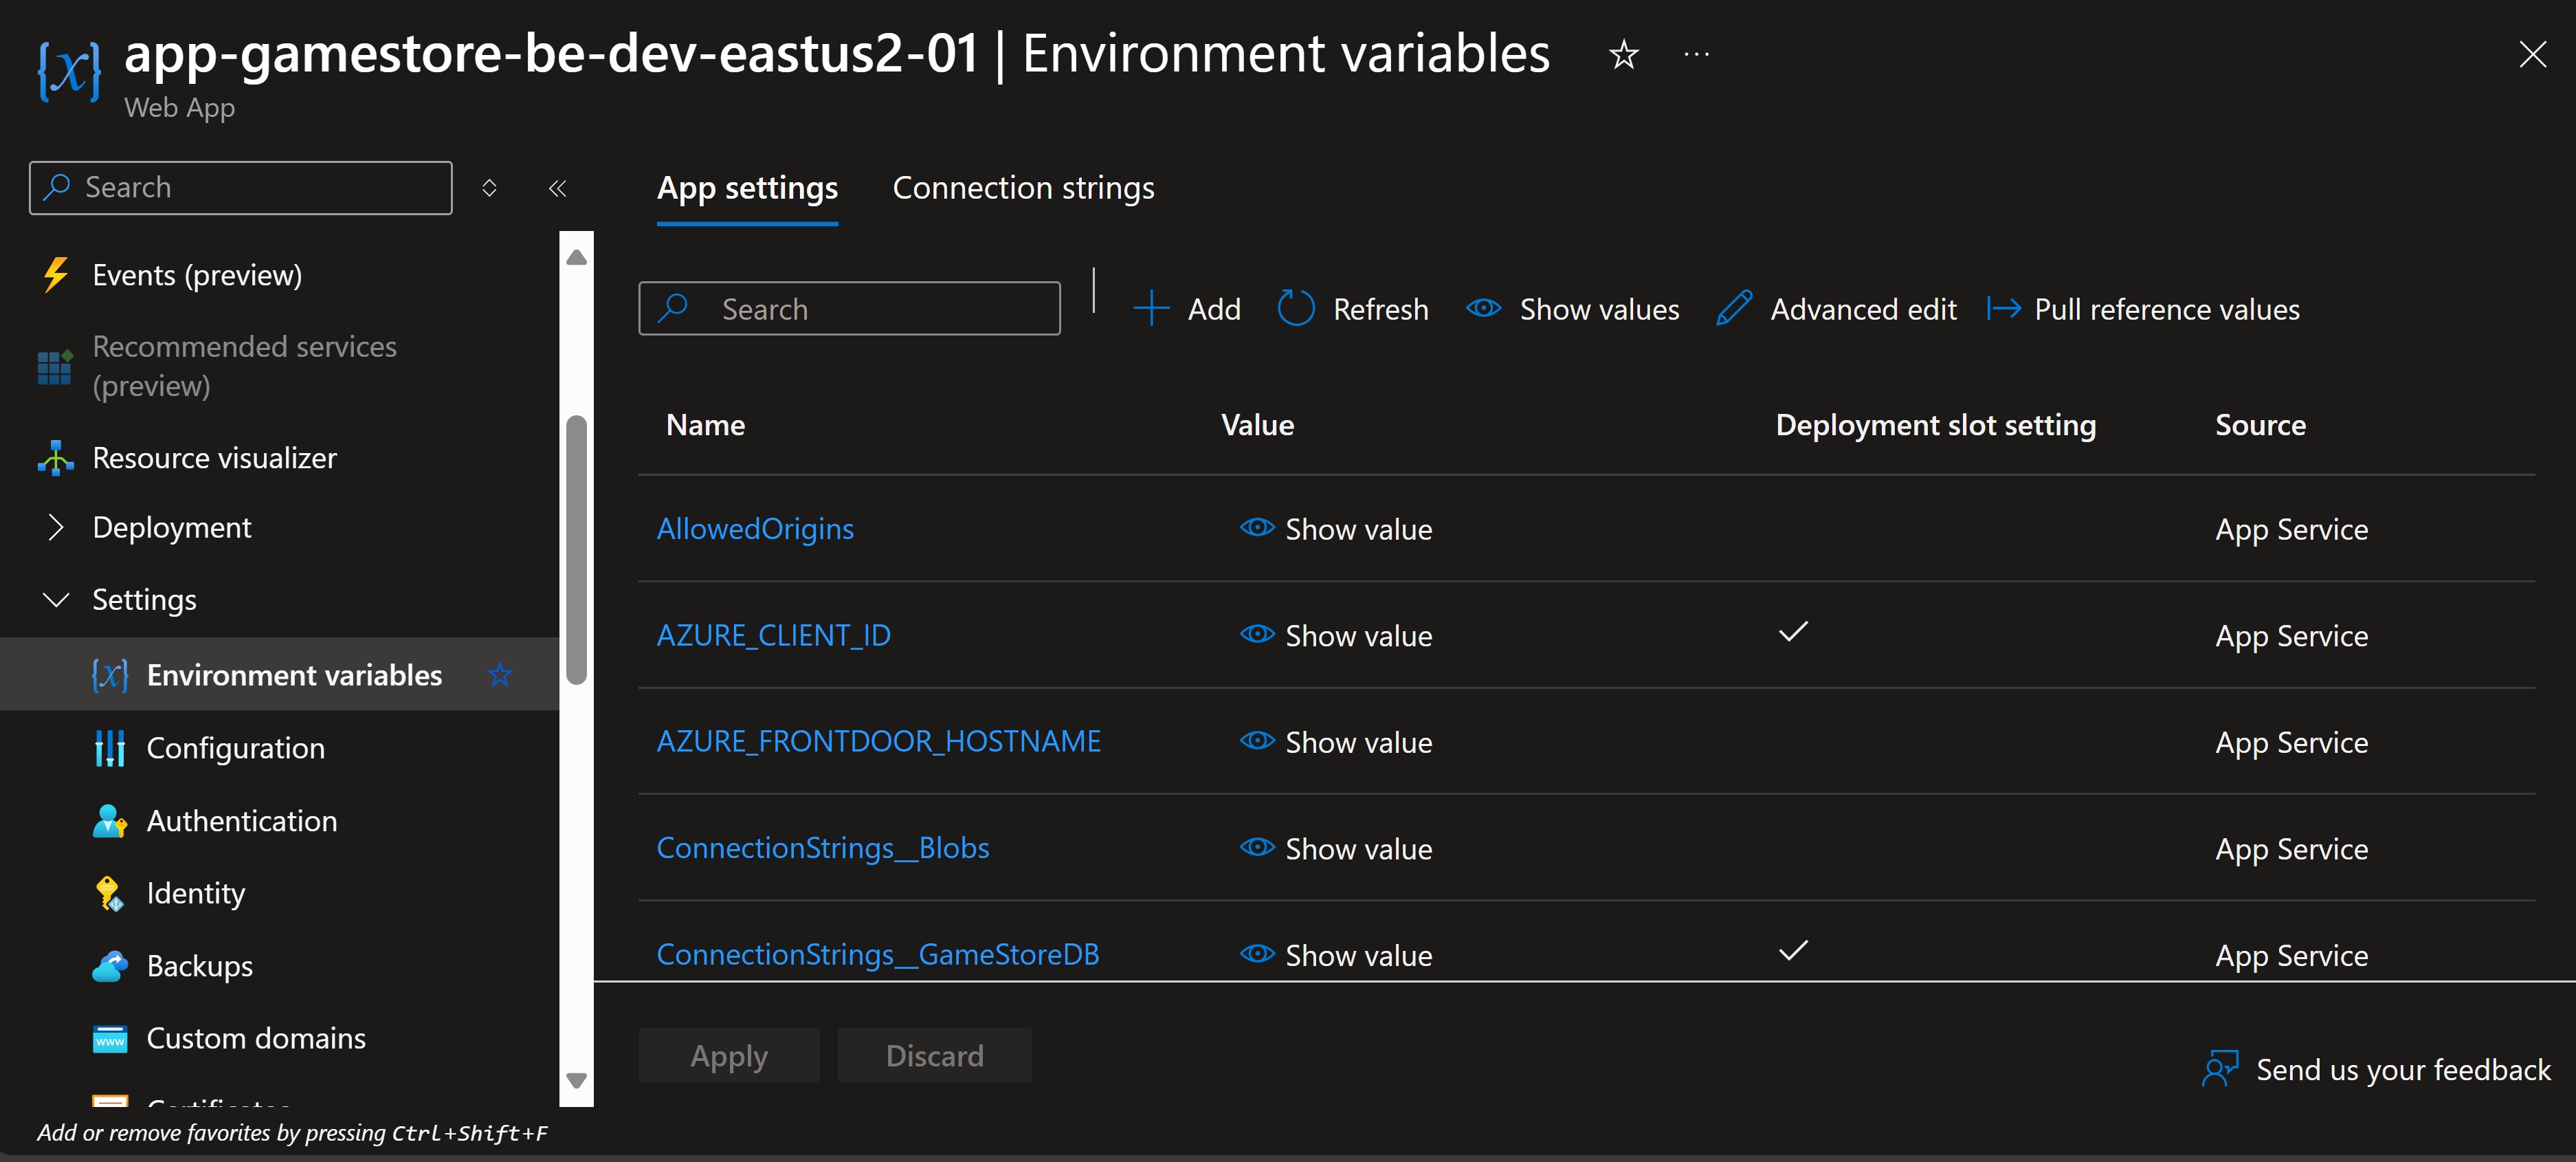 app-gamestore-be-dev-eastus2-01 | Environment variables
Web App
Search
Events (preview)
Recommended services
(preview)
Resource visualizer
Deployment
Settings
Environment variables
Configuration
Authentication
Identity
Backups
Custom domains
Certificates
Add or remove favorites by pressing Ctrl+Shift+F
App settings Connection strings
Search Add Refresh Show values Advanced edit Pull reference values
Name Value Deployment slot setting Source
AllowedOrigins Show value App Service
AZURE_CLIENT_ID Show value App Service
AZURE_FRONTDOOR_HOSTNAME Show value App Service
ConnectionStrings__Blobs Show value App Service
ConnectionStrings__GameStoreDB Show value App Service
Apply Discard
Send us your feedback